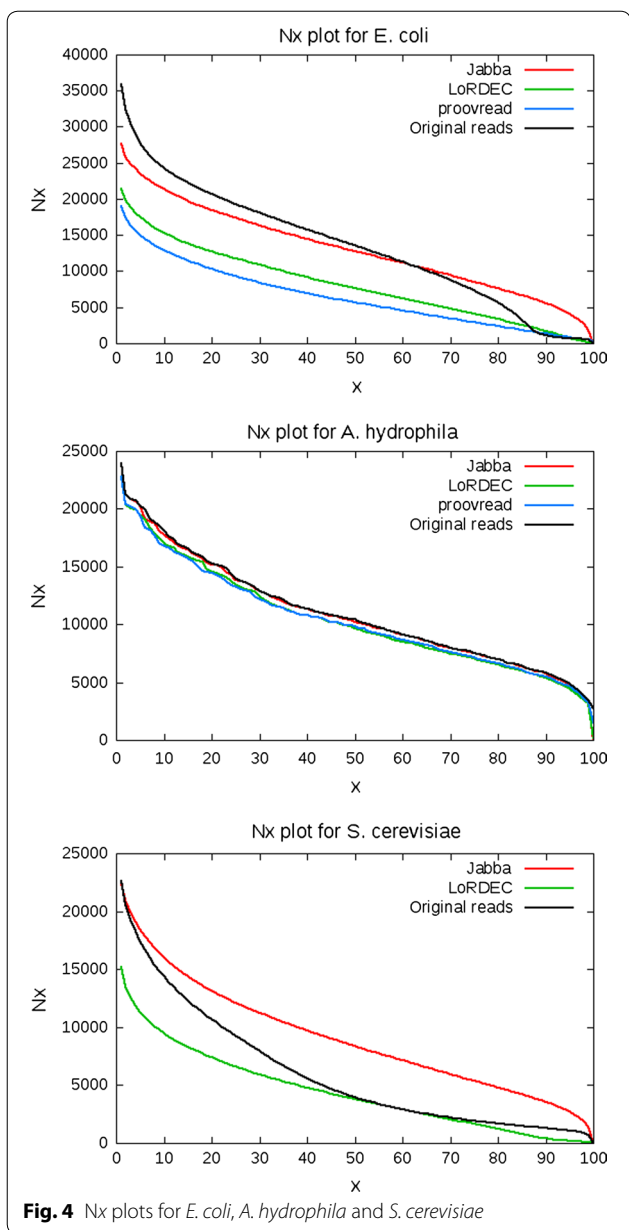 Nx plot for E. coli
Jabba
LoRDEC
proovread
Original reads
40000
35000
30000
25000
20000
15000
10000
5000
0
Nx
0 10 20 30 40 50 60 70 80 90 100
x
Nx plot for A. hydrophila
Jabba
LoRDEC
proovread
Original reads
25000
20000
15000
10000
5000
0
Nx
0 10 20 30 40 50 60 70 80 90 100
x
Nx plot for S. cerevisiae
Jabba
LoRDEC
Original reads
25000
20000
15000
10000
5000
0
Nx
0 10 20 30 40 50 60 70 80 90 100
x
Fig. 4 Nx plots for E. coli, A. hydrophila and S. cerevisiae